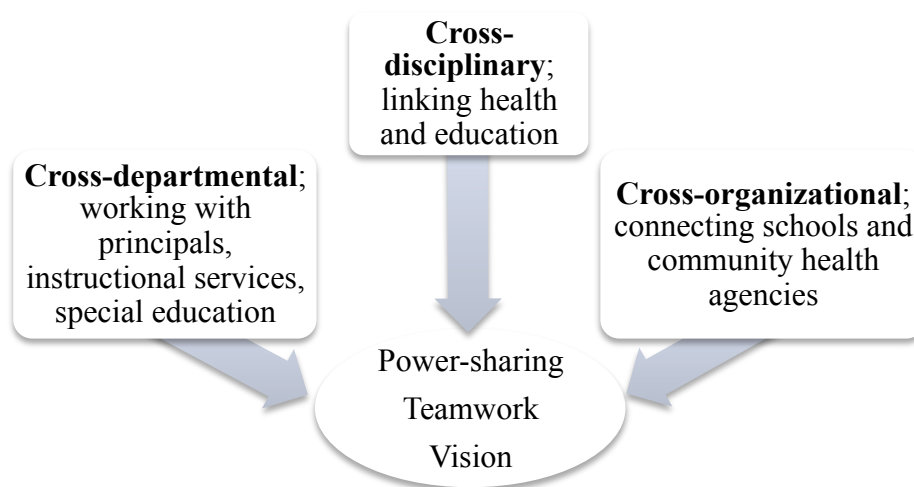 Cross-
disciplinary;
linking health
and education
Cross-departmental;
working with
principals,
instructional services,
special education
Cross-organizational;
connecting schools and
community health
agencies
Power-sharing
Teamwork
Vision